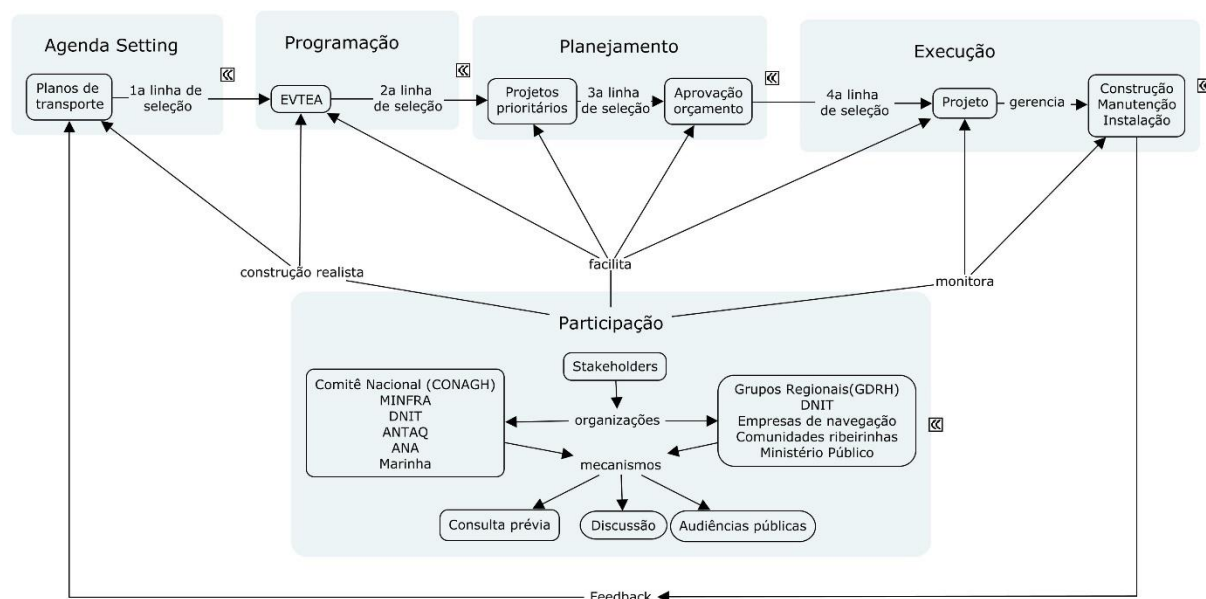 Agenda Setting
Programação
Planejamento
Execução
Planos de
transporte
1a linha de
seleção
EVTEA
2a linha
de seleção
Projetos
prioritários
3a linha
de seleção
Aprovação
orçamento
4a linha
de seleção
Projeto
gerencia
Construção
Manutenção
Instalação
construção realista
facilita
monitora
Participação
Stakeholders
Comitê Nacional (CONAGH)
MINFRA
DNIT
ANTAQ
ANA
Marinha
organizações
Grupos Regionais(GDRH)
DNIT
Empresas de navegação
Comunidades ribeirinhas
Ministério Público
mecanismos
Consulta prévia
Discussão
Audiências públicas
Feedback